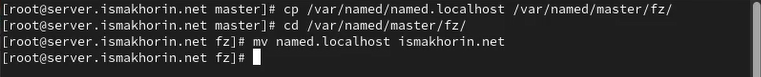 [root@server.ismakhorin.net master]# cp /var/named/named.localhost /var/named/master/fz/
[root@server.ismakhorin.net master]# cd /var/named/master/fz/
[root@server.ismakhorin.net fz]# mv named.localhost ismakhorin.net
[root@server.ismakhorin.net fz]#